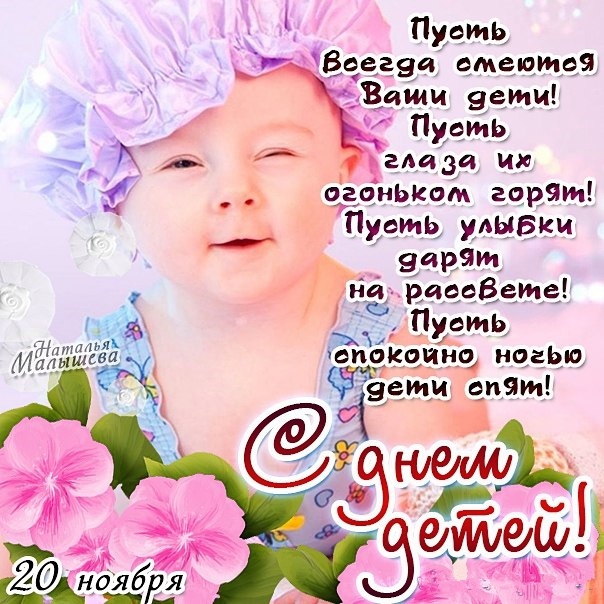 Пусть
Всегда смеются
Ваши дети!
Пусть
глаза их
огоньком горят!
Пусть улыбки
дарят
на рассвете!
Пусть
спокойно ночью
дети спят!
Наталья
Малышева
С днем
детей!
20 ноября